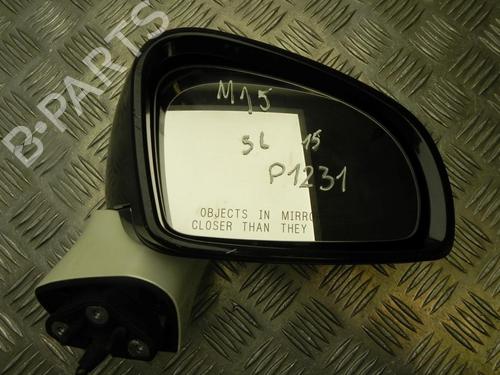 B-PARTS
M15
SL 15
P1231
OBJECTS IN MIRRO
CLOSER THAN THEY